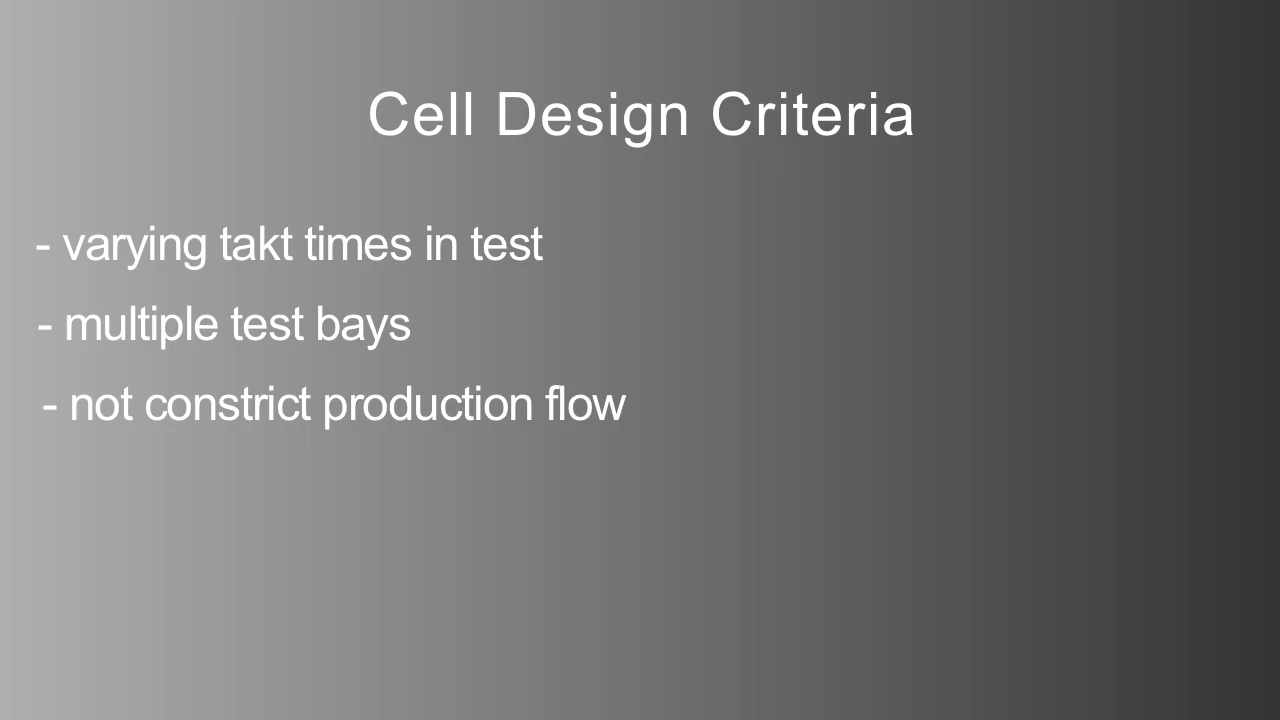 Cell Design Criteria
- varying takt times in test
- multiple test bays
- not constrict production flow